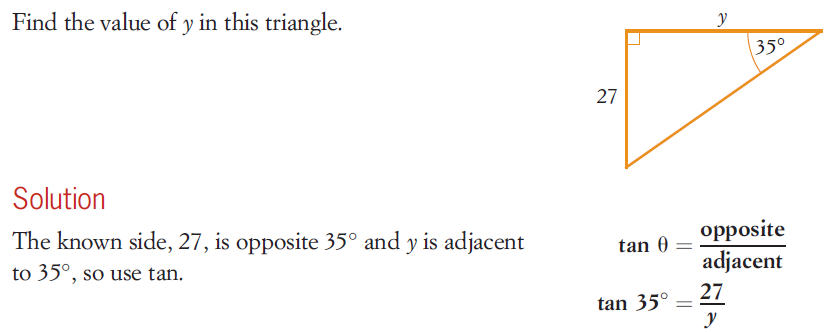 Find the value of y in this triangle.
y
35°
27
Solution
The known side, 27, is opposite 35° and y is adjacent
to 35°, so use tan.
tan θ = opposite/adjacent
tan 35° = 27/y